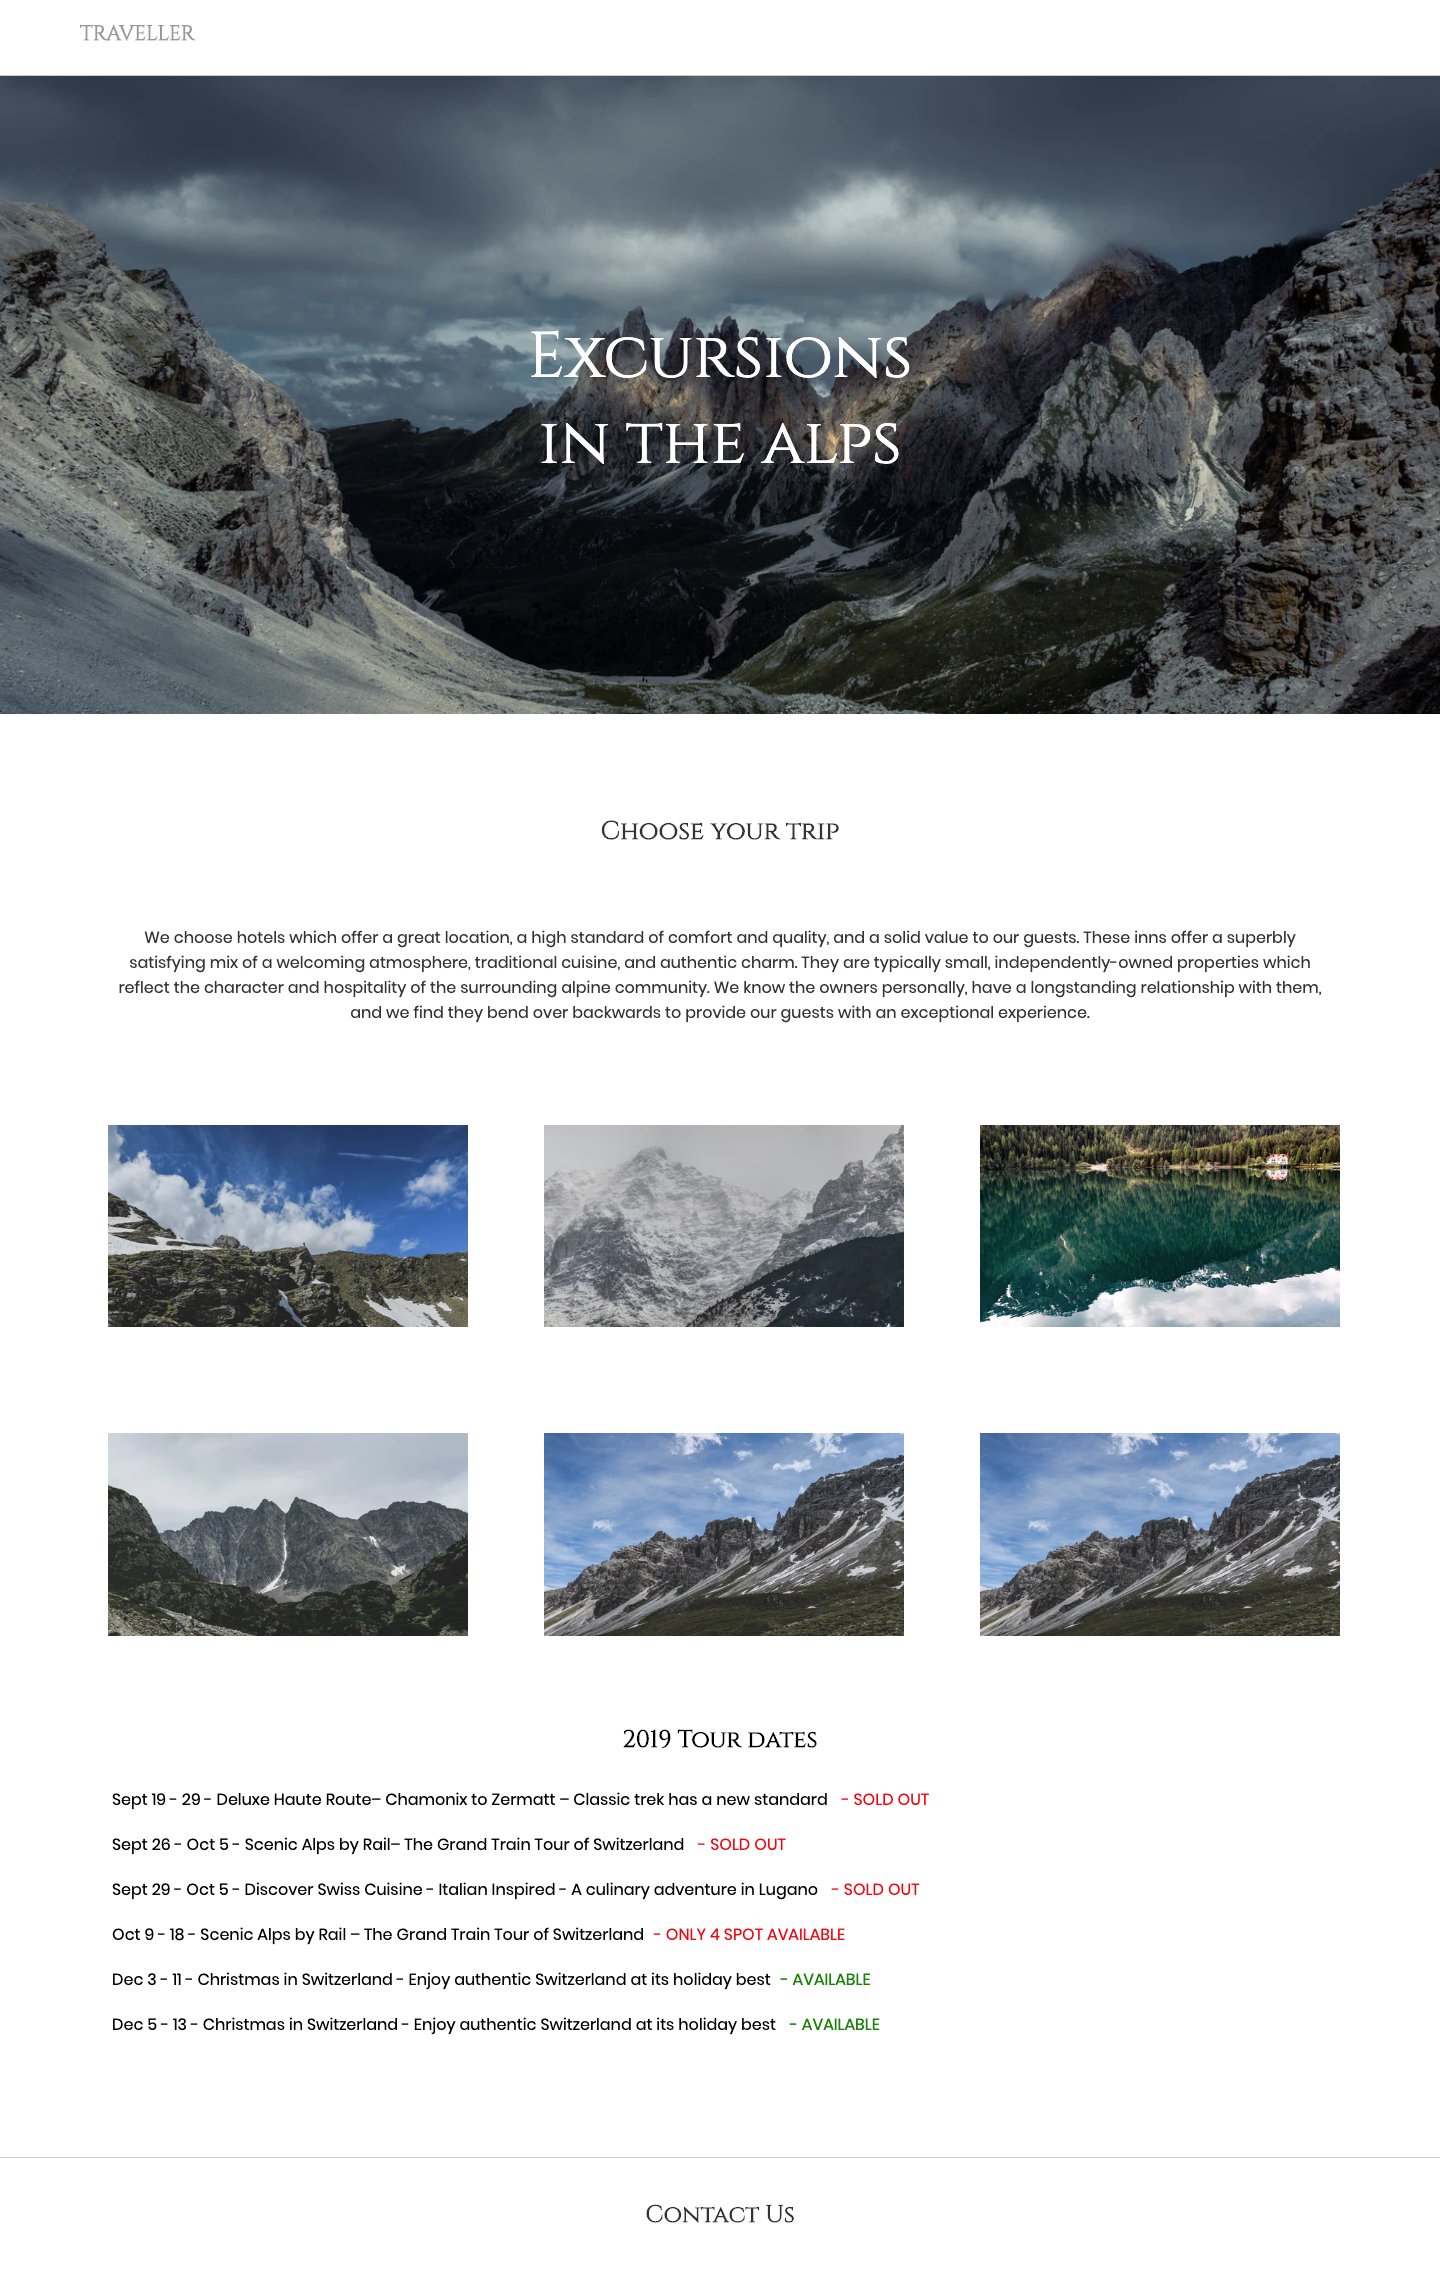 TRAVELLER
Excursions
in the alps
Choose your trip
We choose hotels which offer a great location, a high standard of comfort and quality, and a solid value to our guests. These inns offer a superbly
satisfying mix of a welcoming atmosphere, traditional cuisine, and authentic charm. They are typically small, independently-owned properties which
reflect the character and hospitality of the surrounding alpine community. We know the owners personally, have a longstanding relationship with them,
and we find they bend over backwards to provide our guests with an exceptional experience.
2019 Tour dates
Sept 19 - 29 - Deluxe Haute Route– Chamonix to Zermatt – Classic trek has a new standard - SOLD OUT
Sept 26 - Oct 5 - Scenic Alps by Rail– The Grand Train Tour of Switzerland - SOLD OUT
Sept 29 - Oct 5 - Discover Swiss Cuisine - Italian Inspired - A culinary adventure in Lugano - SOLD OUT
Oct 9 - 18 - Scenic Alps by Rail – The Grand Train Tour of Switzerland - ONLY 4 SPOT AVAILABLE
Dec 3 - 11 - Christmas in Switzerland - Enjoy authentic Switzerland at its holiday best - AVAILABLE
Dec 5 - 13 - Christmas in Switzerland - Enjoy authentic Switzerland at its holiday best - AVAILABLE
Contact Us